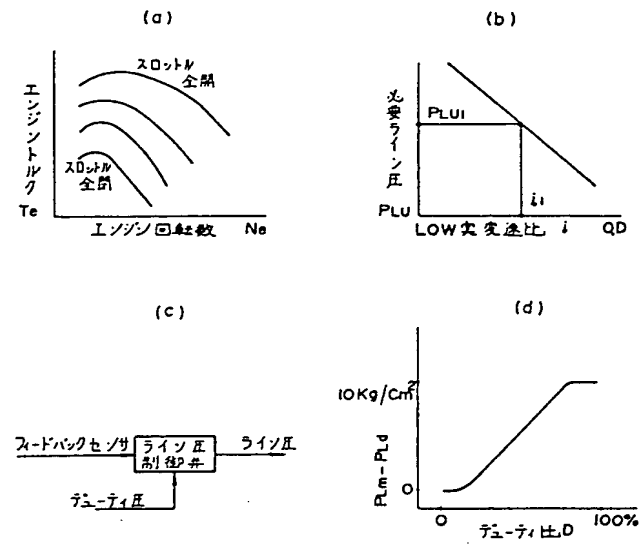 (a)
スロットル
全開
エンジントルク
スロットル
全閉
Te
エンジン回転数 Ne
(b)
必要ライン圧
PLU1
i1
PLU
LOW 実変速比 i OD
(c)
フィードバックセンサ
ライン圧
制御弁
ライン圧
デューティ圧
(d)
10Kg/Cm²
PLm-PLd
0
0 100%
デューティ比D